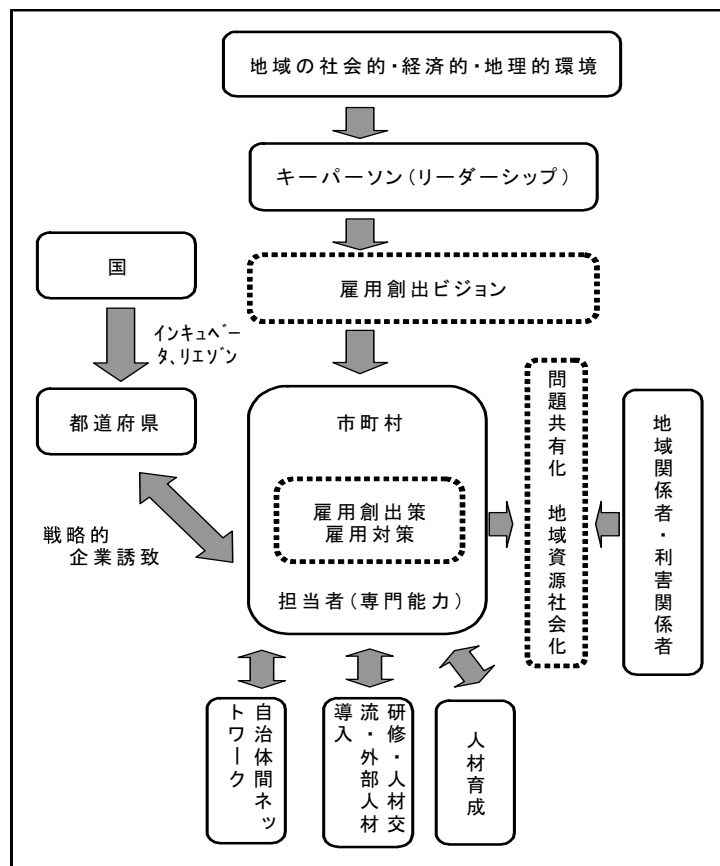 地域の社会的・経済的・地理的環境
キーパーソン(リーダーシップ)
国
雇用創出ビジョン
インキュベー
タ、リエゾン
都道府県
市町村
雇用創出策
雇用対策
担当者(専門能力)
戦略的
企業誘致
問題共有化 地域資源社会化
地域関係者・利害関係者
自治体間ネッ
トワーク
研修・人材交
流・外部人材
導入
人材育成